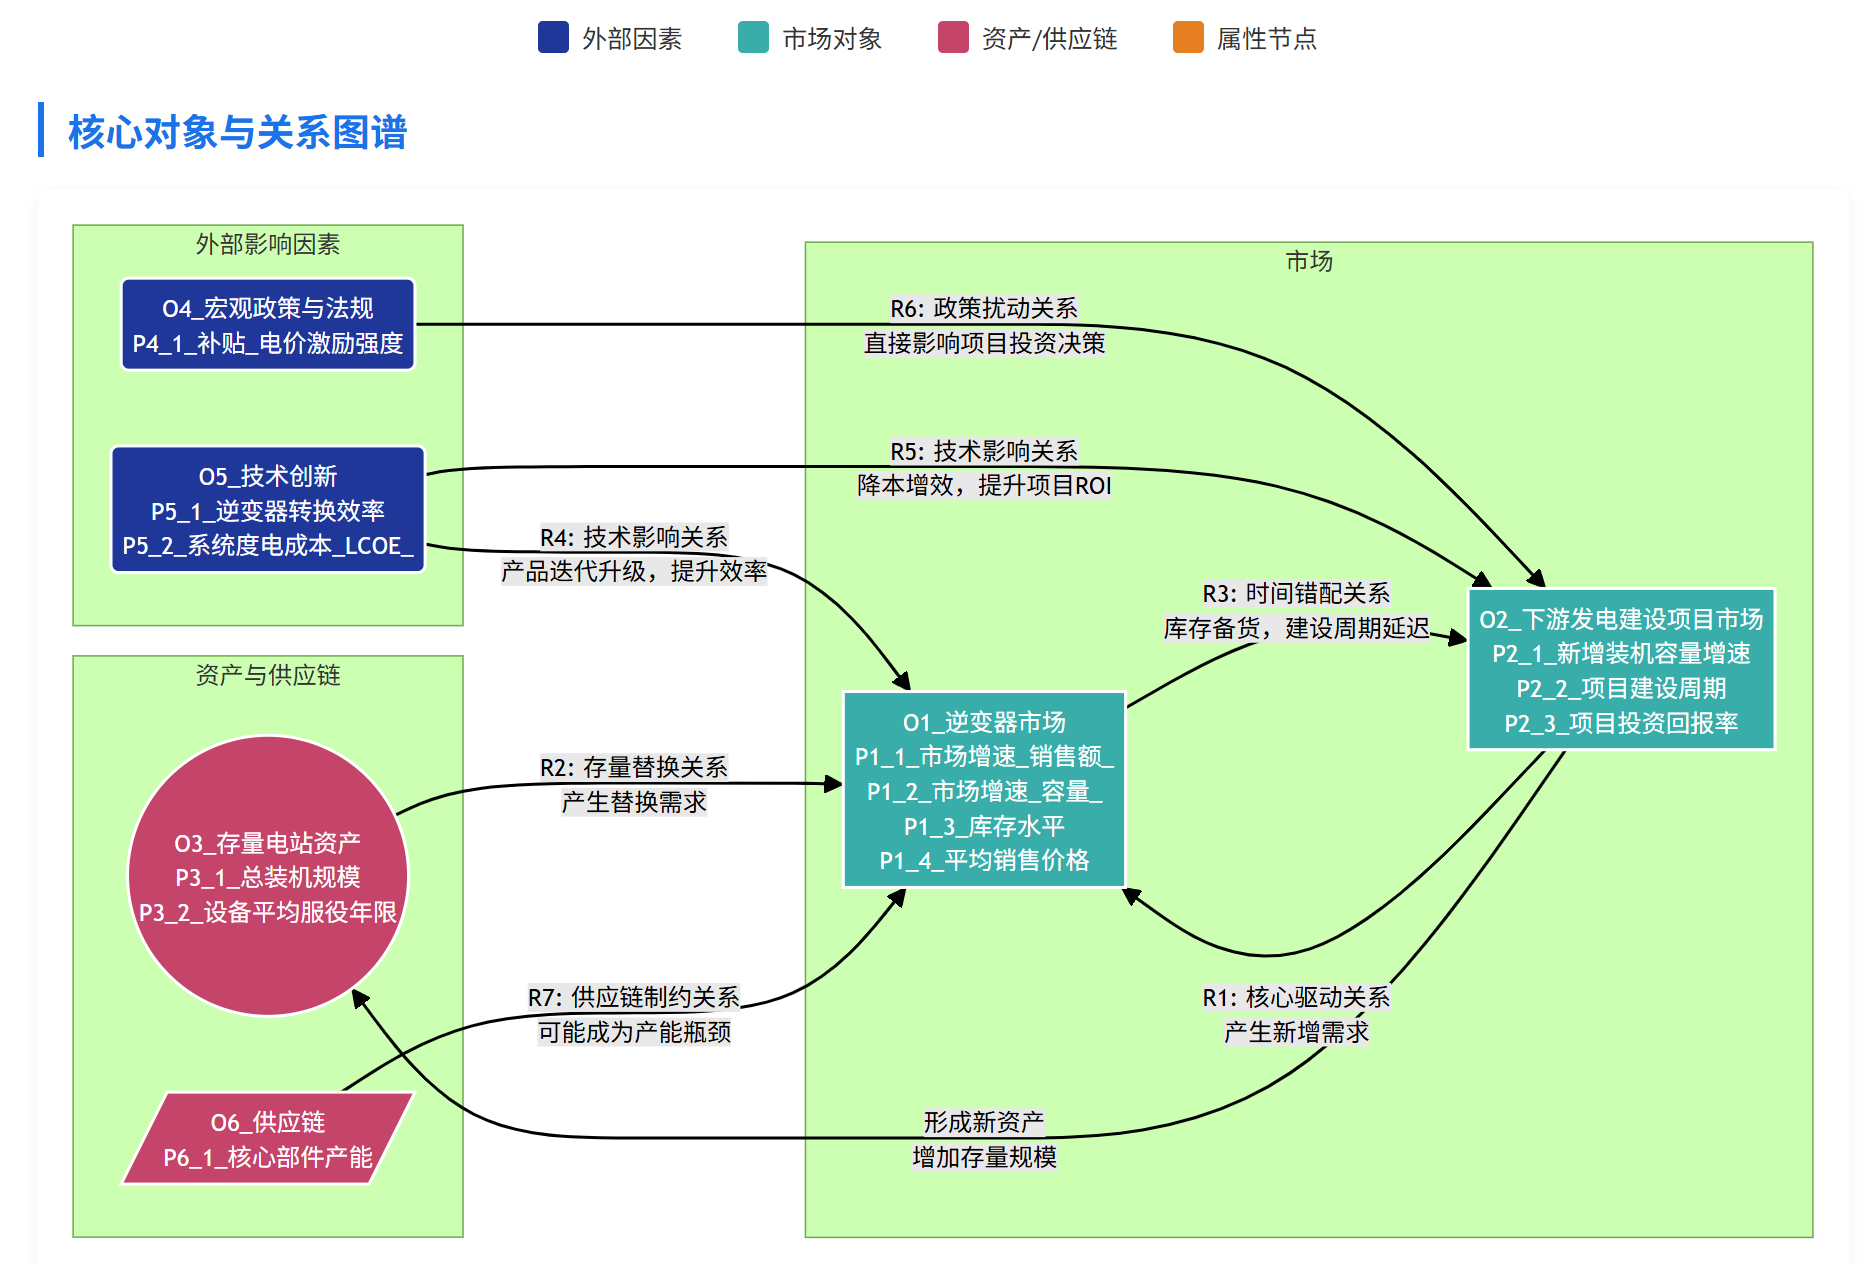 外部因素
市场对象
资产/供应链
属性节点
核心对象与关系图谱
外部影响因素
O4_宏观政策与法规
P4_1_补贴_电价激励强度
O5_技术创新
P5_1_逆变器转换效率
P5_2_系统度电成本_LCOE_
资产与供应链
O3_存量电站资产
P3_1_总装机规模
P3_2_设备平均服役年限
O6_供应链
P6_1_核心部件产能
R4: 技术影响关系
产品迭代升级，提升效率
R2: 存量替换关系
产生替换需求
R7: 供应链制约关系
可能成为产能瓶颈
市场
R6: 政策扰动关系
直接影响项目投资决策
R5: 技术影响关系
降本增效，提升项目ROI
R3: 时间错配关系
库存备货，建设周期延迟
O2_下游发电建设项目市场
P2_1_新增装机容量增速
P2_2_项目建设周期
P2_3_项目投资回报率
O1_逆变器市场
P1_1_市场增速_销售额_
P1_2_市场增速_容量_
P1_3_库存水平
P1_4_平均销售价格
R1: 核心驱动关系
产生新增需求
形成新资产
增加存量规模